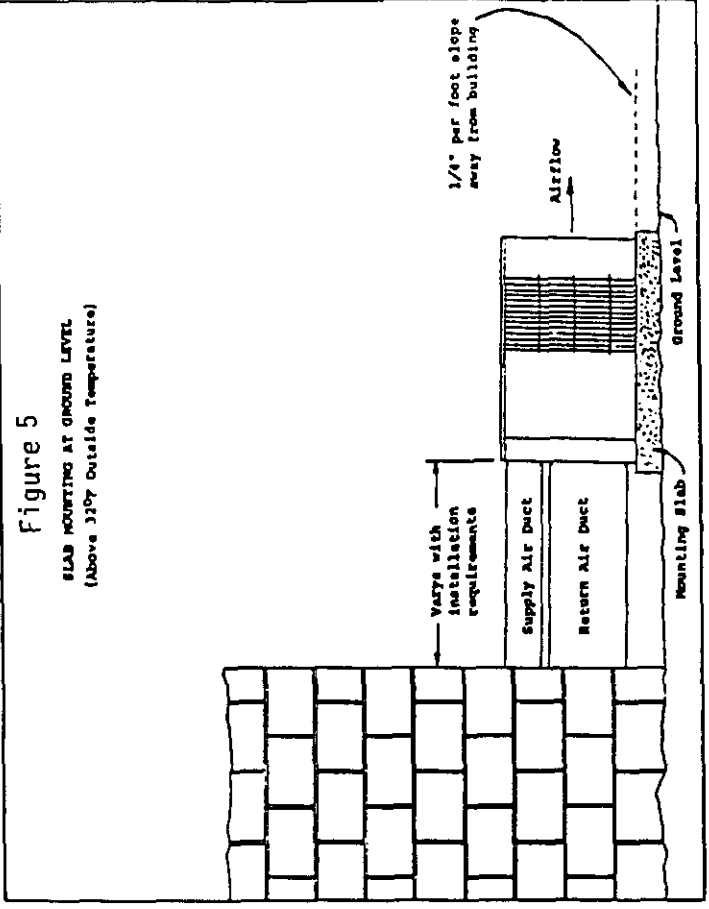 Figure 5
SLAB MOUNTING AT GROUND LEVEL
(Above 32°F Outside Temperature)
1/4" per foot slope
away from building
Airflow
Varys with
installation
requirements
Supply Air Duct
Return Air Duct
Mounting Slab
Ground Level